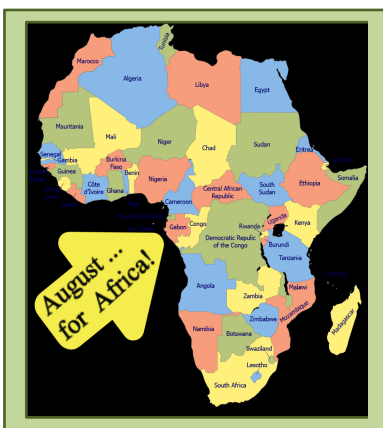 Tunisia
Marocco
Algeria
Libya
Egypt
Mauritania
Mali
Niger
Chad
Sudan
Eritrea
Senegal
Gambia
Guinea
Burkina
Faso
Benin
Nigeria
Côte
d'Ivoire
Ghana
Cameroon
Central African
Republic
South
Sudan
Ethiopia
Somalia
Gabon
Congo
Democratic Repulic
of the Congo
Uganda
Kenya
Rwanda
Burundi
Tanzania
Angola
Zambia
Malawi
Mozambique
Zimbabwe
Namibia
Botswana
Swaziland
Lesotho
South Africa
Madagascar
August ...
for Africa!